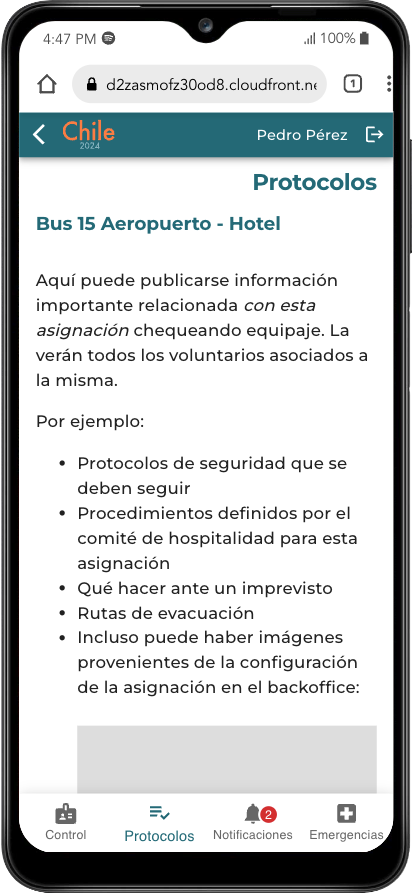 4:47 PM
100%
d2zasmofz30od8.cloudfront.ne
1
Chile
2024
Pedro Pérez
Protocolos
Bus 15 Aeropuerto - Hotel
Aquí puede publicarse información
importante relacionada con esta
asignación chequeando equipaje. La
verán todos los voluntarios asociados a
la misma.
Por ejemplo:
• Protocolos de seguridad que se
deben seguir
• Procedimientos definidos por el
comité de hospitalidad para esta
asignación
• Qué hacer ante un imprevisto
• Rutas de evacuación
• Incluso puede haber imágenes
provenientes de la configuración
de la asignación en el backoffice:
2
Control
Protocolos
Notificaciones
Emergencias